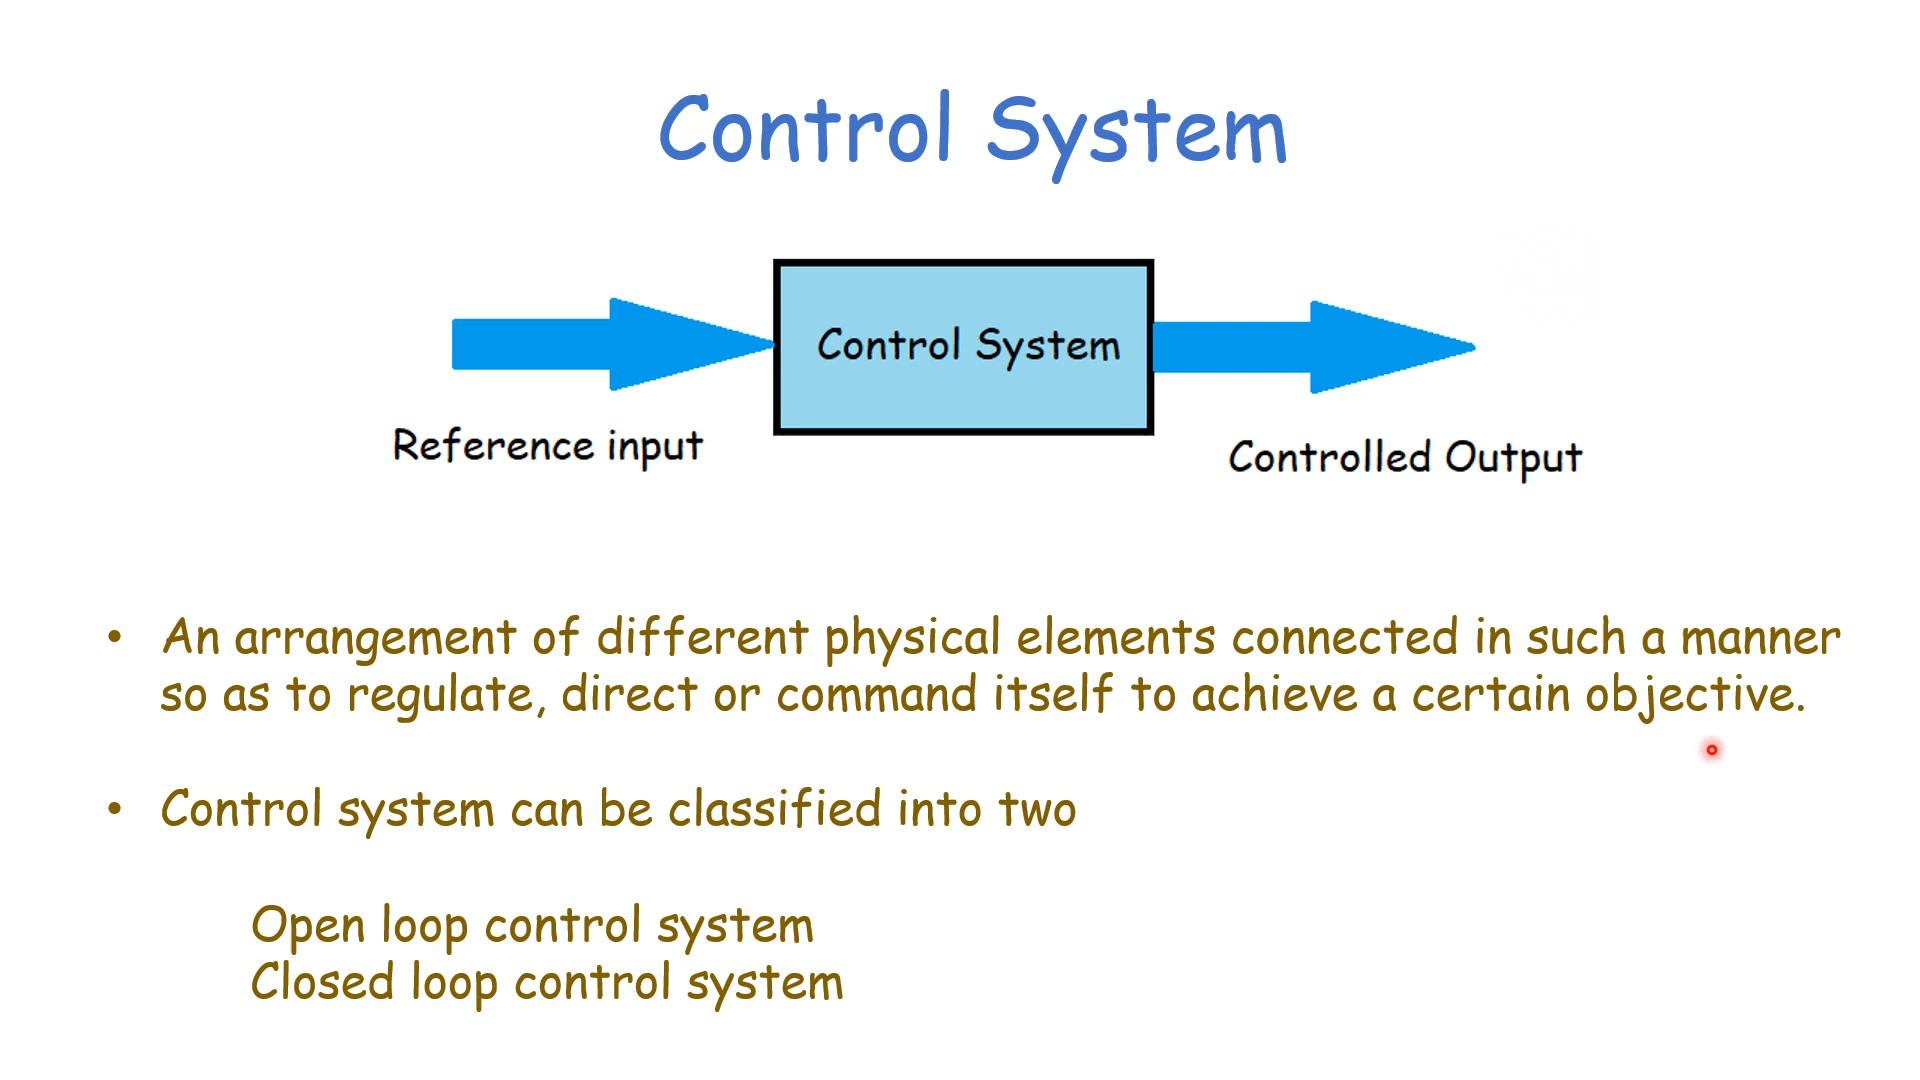 Control System
Control System
Reference input
Controlled Output
• An arrangement of different physical elements connected in such a manner
so as to regulate, direct or command itself to achieve a certain objective.
• Control system can be classified into two
Open loop control system
Closed loop control system